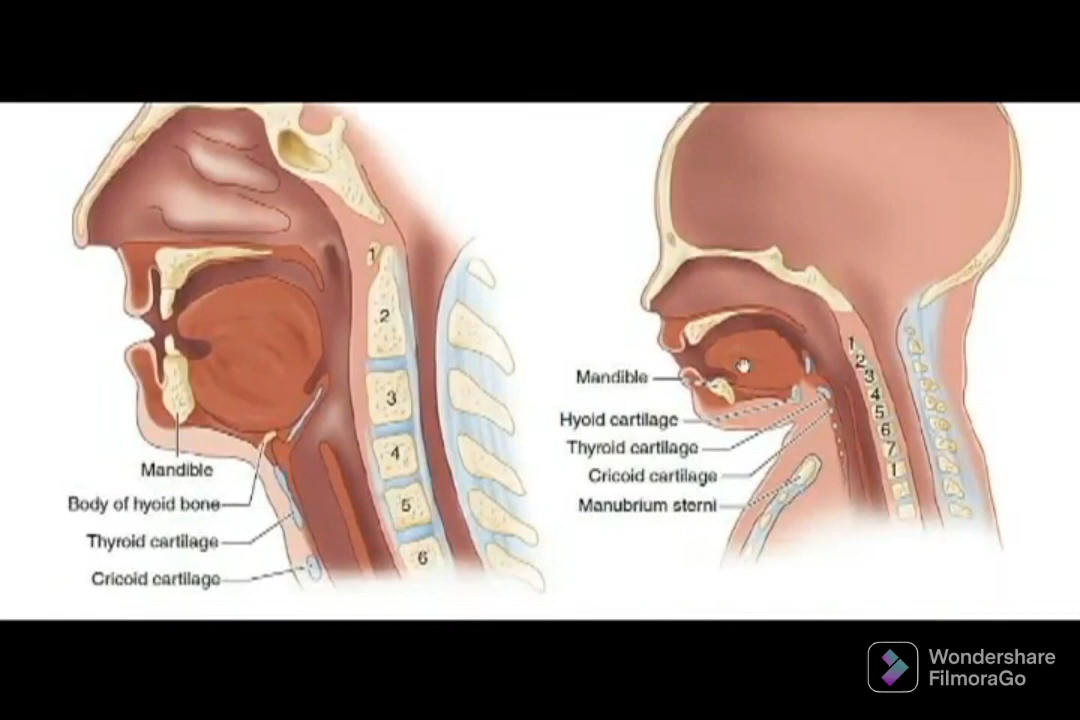 1
2
3
4
5
6
Mandible
Body of hyoid bone
Thyroid cartilage
Cricoid cartilage
1
2
3
4
5
6
7
1
Mandible
Hyoid cartilage
Thyroid cartilage
Cricoid cartilage
Manubrium sterni
Wondershare
FilmoraGo